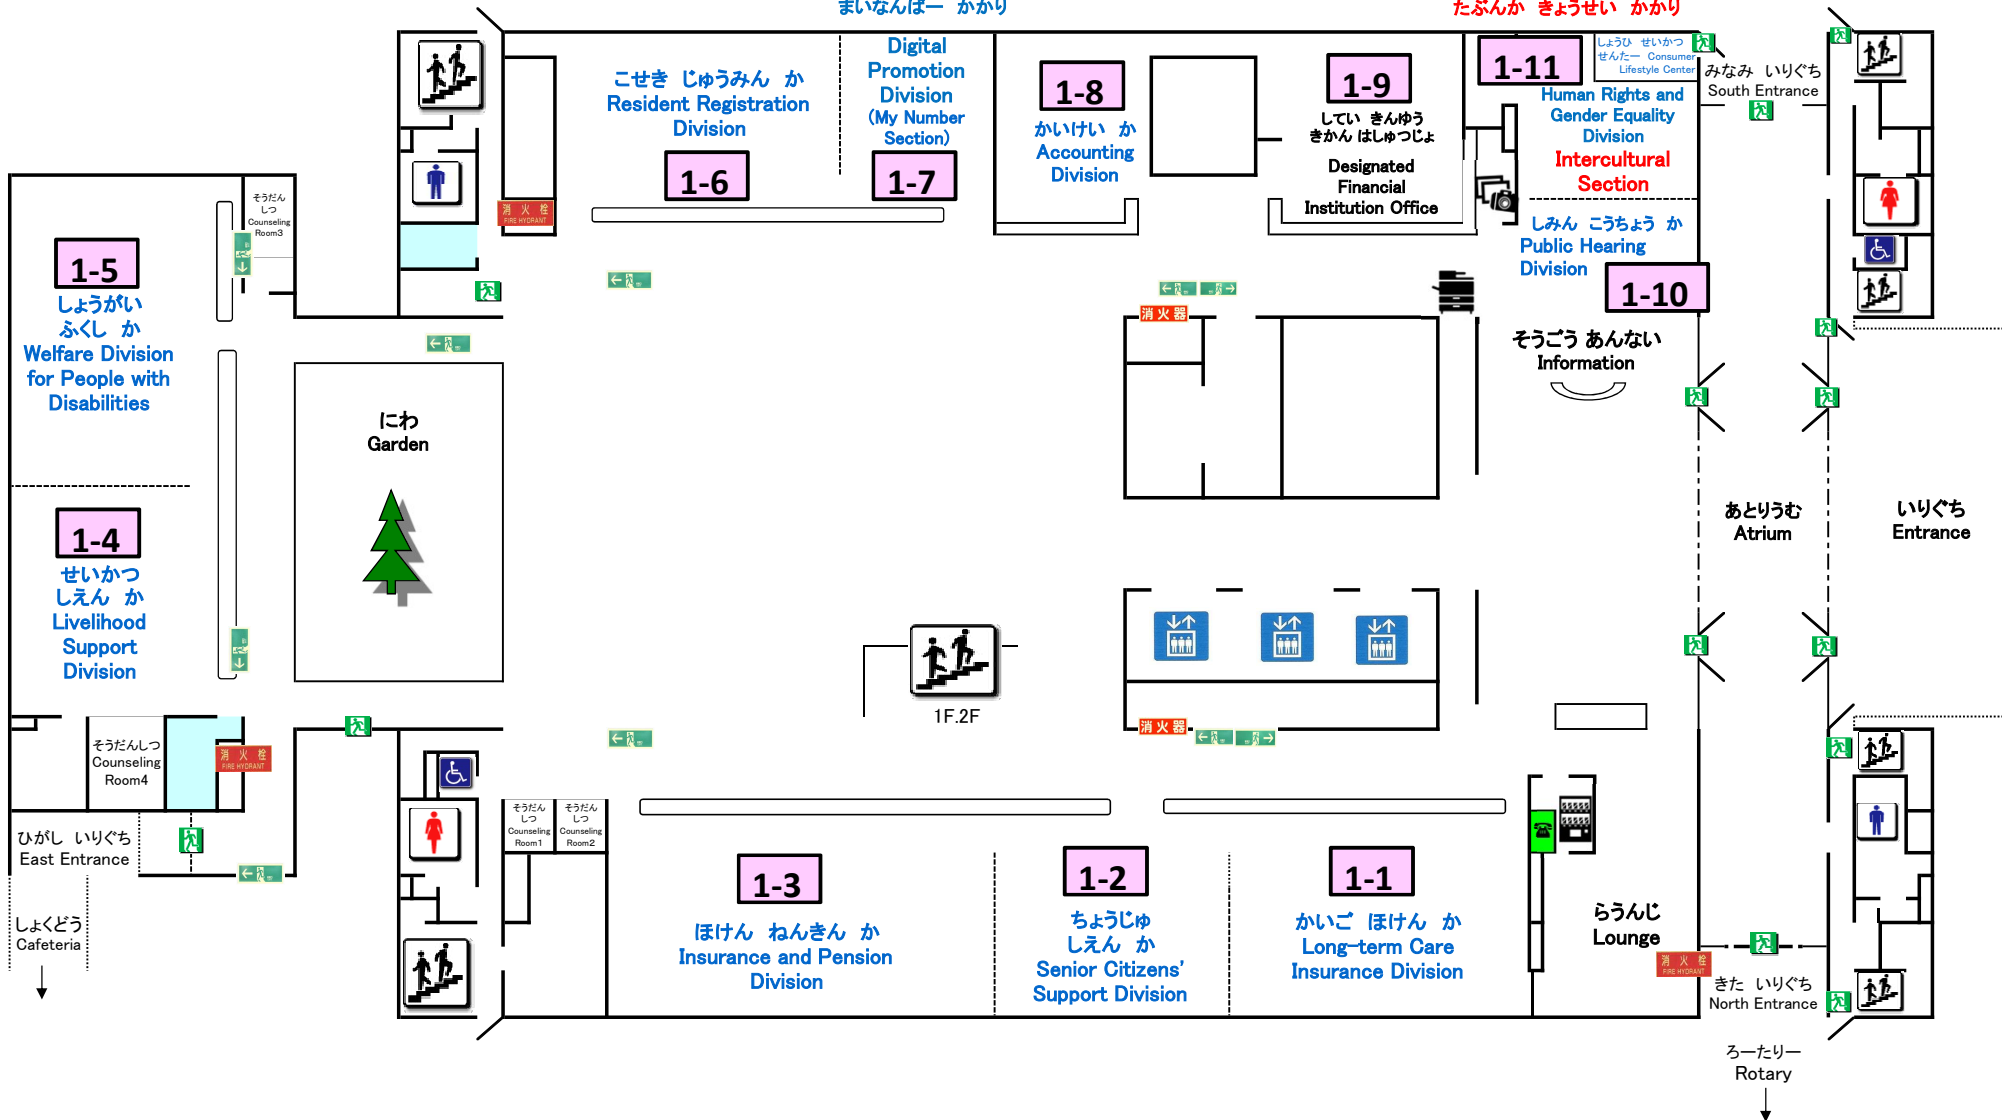 まいなんばー かかり
たぶんか きょうせい かかり
こせき じゅうみん か
Resident Registration
Division
1-6
Digital
Promotion
Division
(My Number
Section)
1-7
1-8
かいけい か
Accounting
Division
1-9
してい きんゆう
きかん はしゅつじょ
Designated
Financial
Institution Office
1-11
しょうひ せいかつ
せんたー Consumer
Lifestyle Center
Human Rights and
Gender Equality
Division
Intercultural
Section
しみん こうちょう か
Public Hearing
Division
1-10
みなみ いりぐち
South Entrance
そうだん
しつ
Counseling
Room3
消火栓
FIRE HYDRANT
1-5
しょうがい
ふくし か
Welfare Division
for People with
Disabilities
消火器
そうごう あんない
Information
にわ
Garden
1-4
せいかつ
しえん か
Livelihood
Support
Division
あとりうむ
Atrium
いりぐち
Entrance
1F.2F
消火器
そうだんしつ
Counseling
Room4
消火栓
FIRE HYDRANT
ひがし いりぐち
East Entrance
しょくどう
Cafeteria
そうだん
しつ
Counseling
Room1
そうだん
しつ
Counseling
Room2
1-3
ほけん ねんきん か
Insurance and Pension
Division
1-2
ちょうじゅ
しえん か
Senior Citizens'
Support Division
1-1
かいご ほけん か
Long-term Care
Insurance Division
らうんじ
Lounge
消火栓
FIRE HYDRANT
きた いりぐち
North Entrance
ろーたりー
Rotary